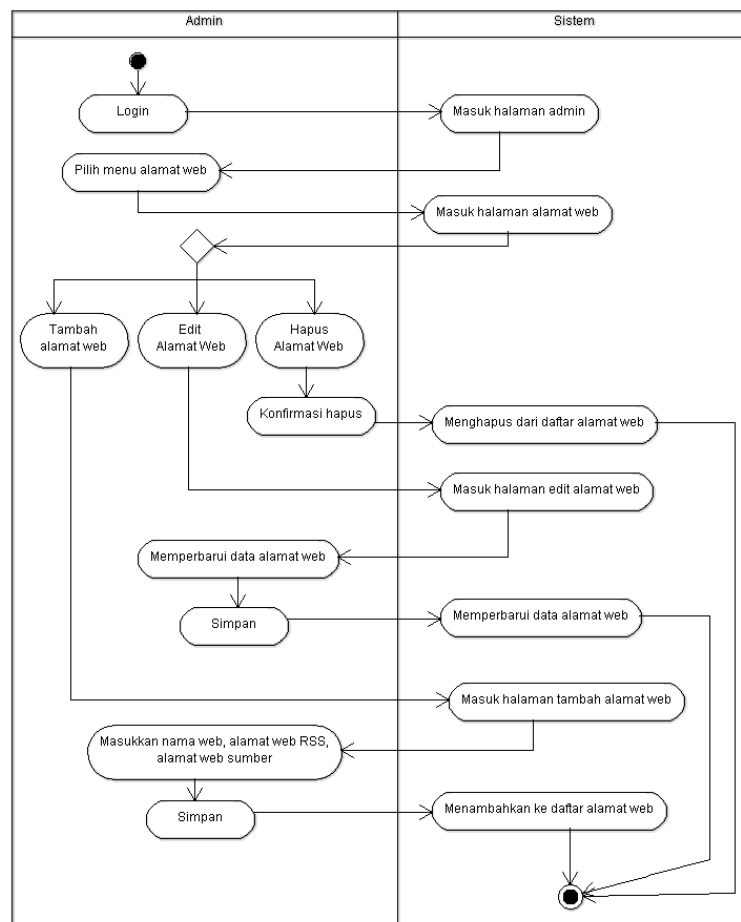 Admin
Sistem
Login
Masuk halaman admin
Pilih menu alamat web
Masuk halaman alamat web
Tambah
alamat web
Edit
Alamat Web
Hapus
Alamat Web
Konfirmasi hapus
Menghapus dari daftar alamat web
Masuk halaman edit alamat web
Memperbarui data alamat web
Simpan
Memperbarui data alamat web
Masuk halaman tambah alamat web
Masukkan nama web, alamat web RSS,
alamat web sumber
Simpan
Menambahkan ke daftar alamat web